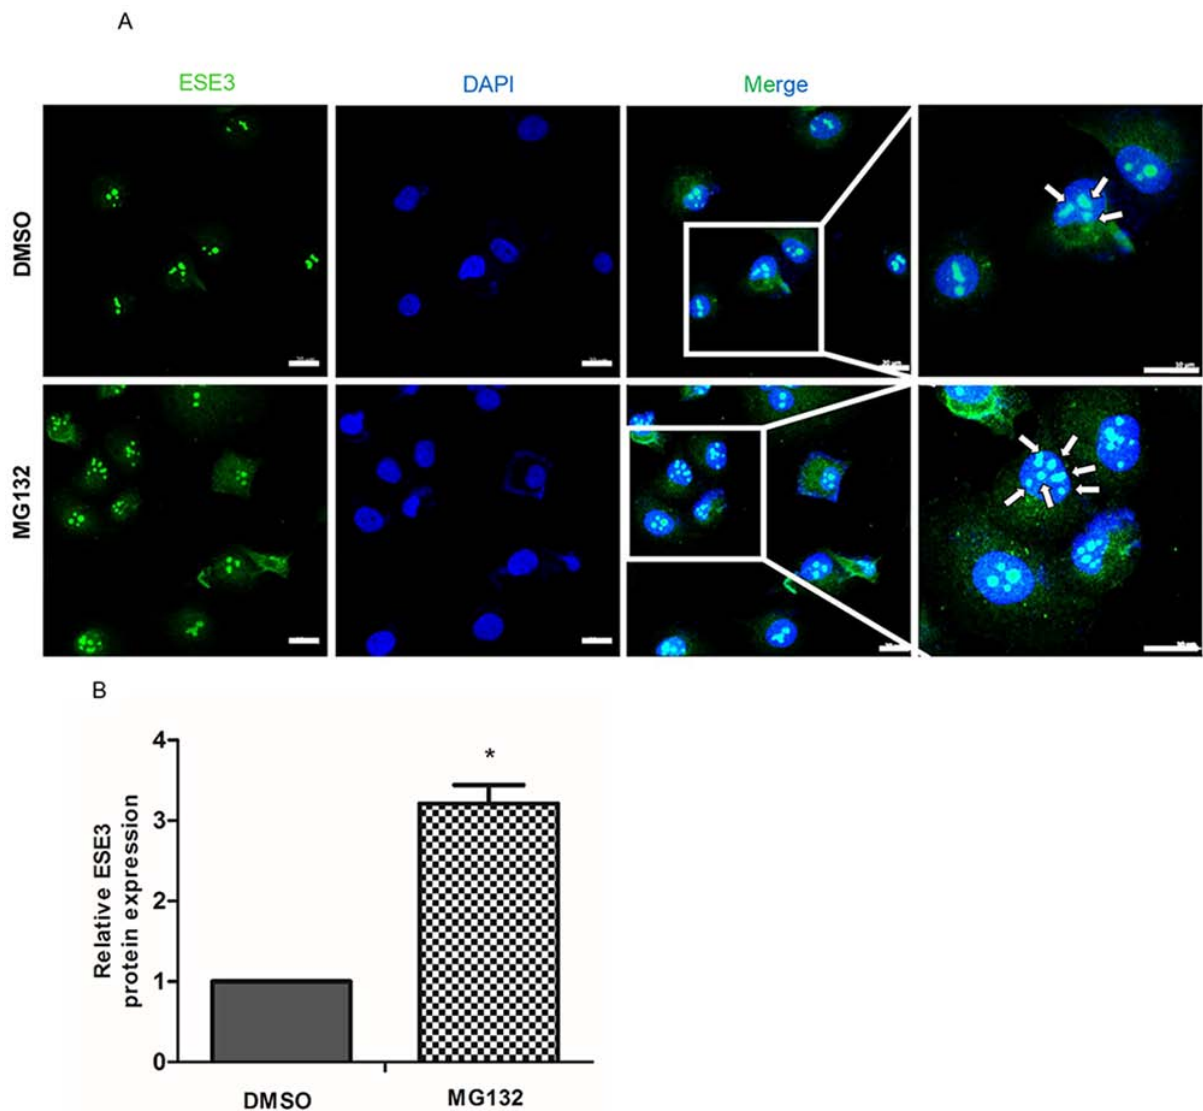 A
ESE3 DAPI Merge
DMSO
MG132
B
Relative ESE3
protein expression
4
3
2
1
0
*
DMSO MG132